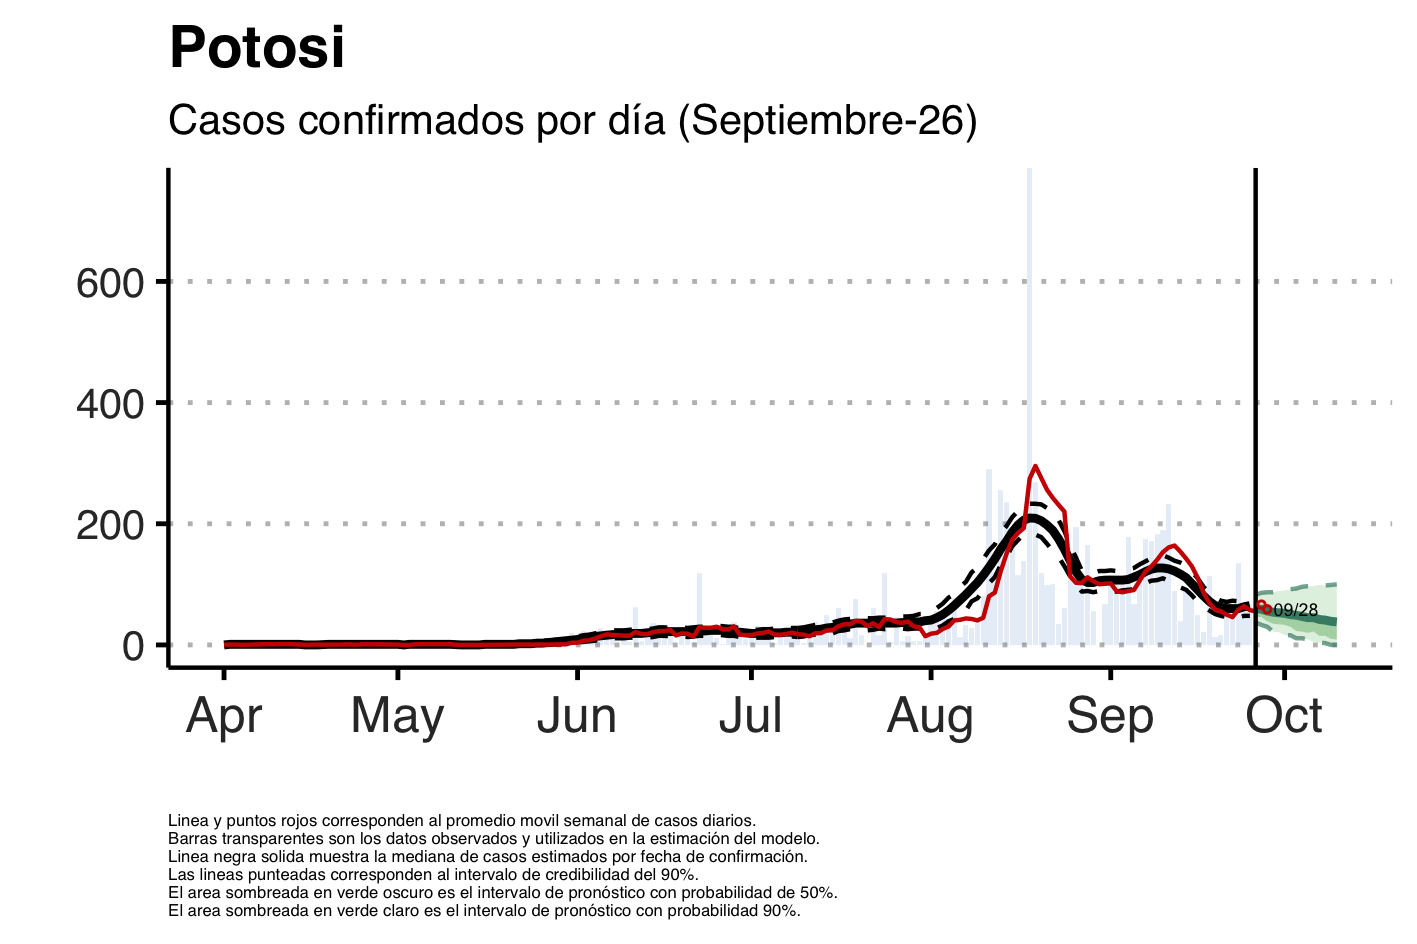 Potosi
Casos confirmados por día (Septiembre-26)
600
400
200
0
09/28
Apr May Jun Jul Aug Sep Oct
Linea y puntos rojos corresponden al promedio movil semanal de casos diarios.
Barras transparentes son los datos observados y utilizados en la estimación del modelo.
Linea negra solida muestra la mediana de casos estimados por fecha de confirmación.
Las lineas punteadas corresponden al intervalo de credibilidad del 90%.
El area sombreada en verde oscuro es el intervalo de pronóstico con probabilidad de 50%.
El area sombreada en verde claro es el intervalo de pronóstico con probabilidad 90%.